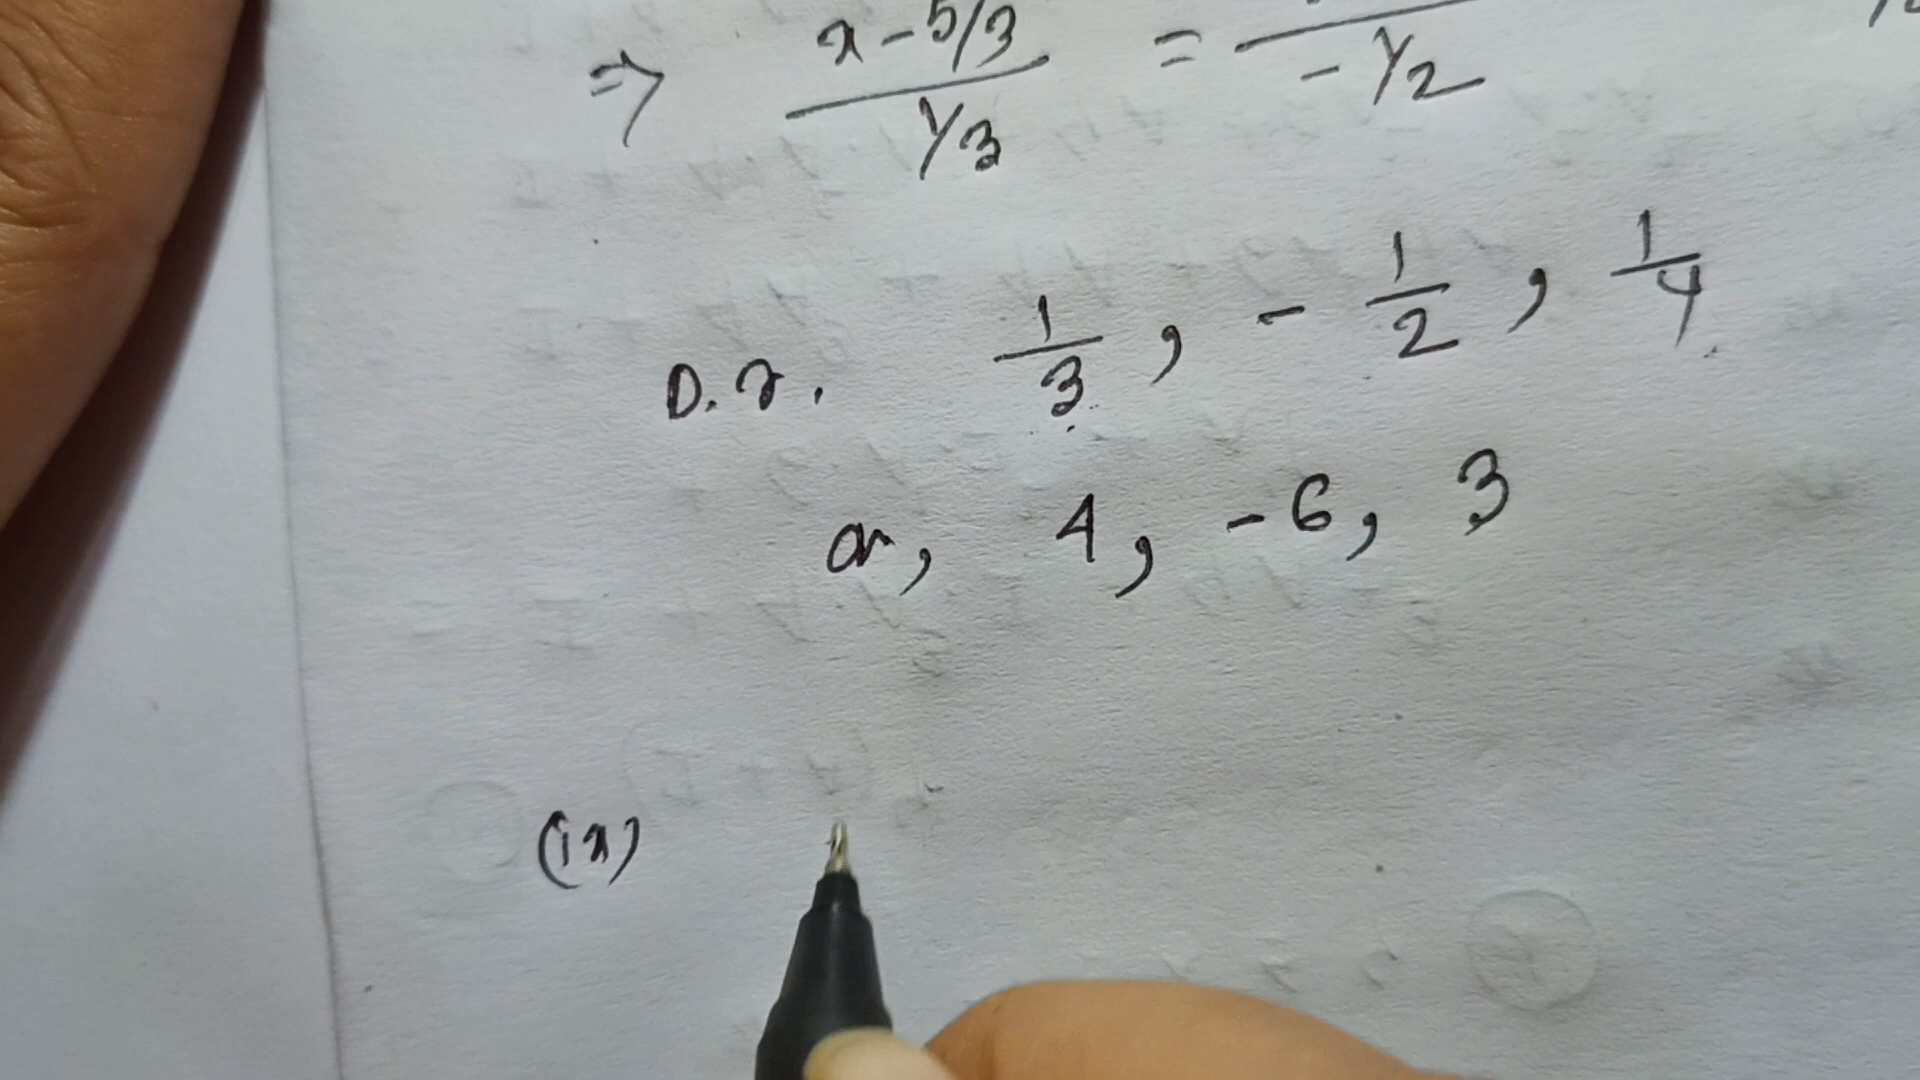 ⇒ x-5/3 / 1/3 = / -1/2
D.r. 1/3, -1/2, 1/4
or, 4, -6, 3
(ix)